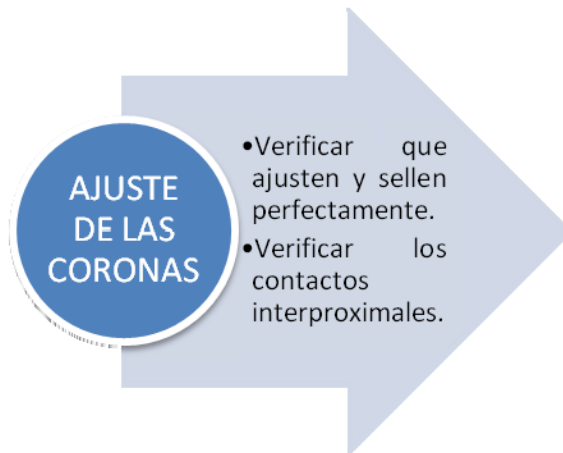 AJUSTE
DE LAS
CORONAS
•Verificar que
ajusten y sellen
perfectamente.
•Verificar los
contactos
interproximales.